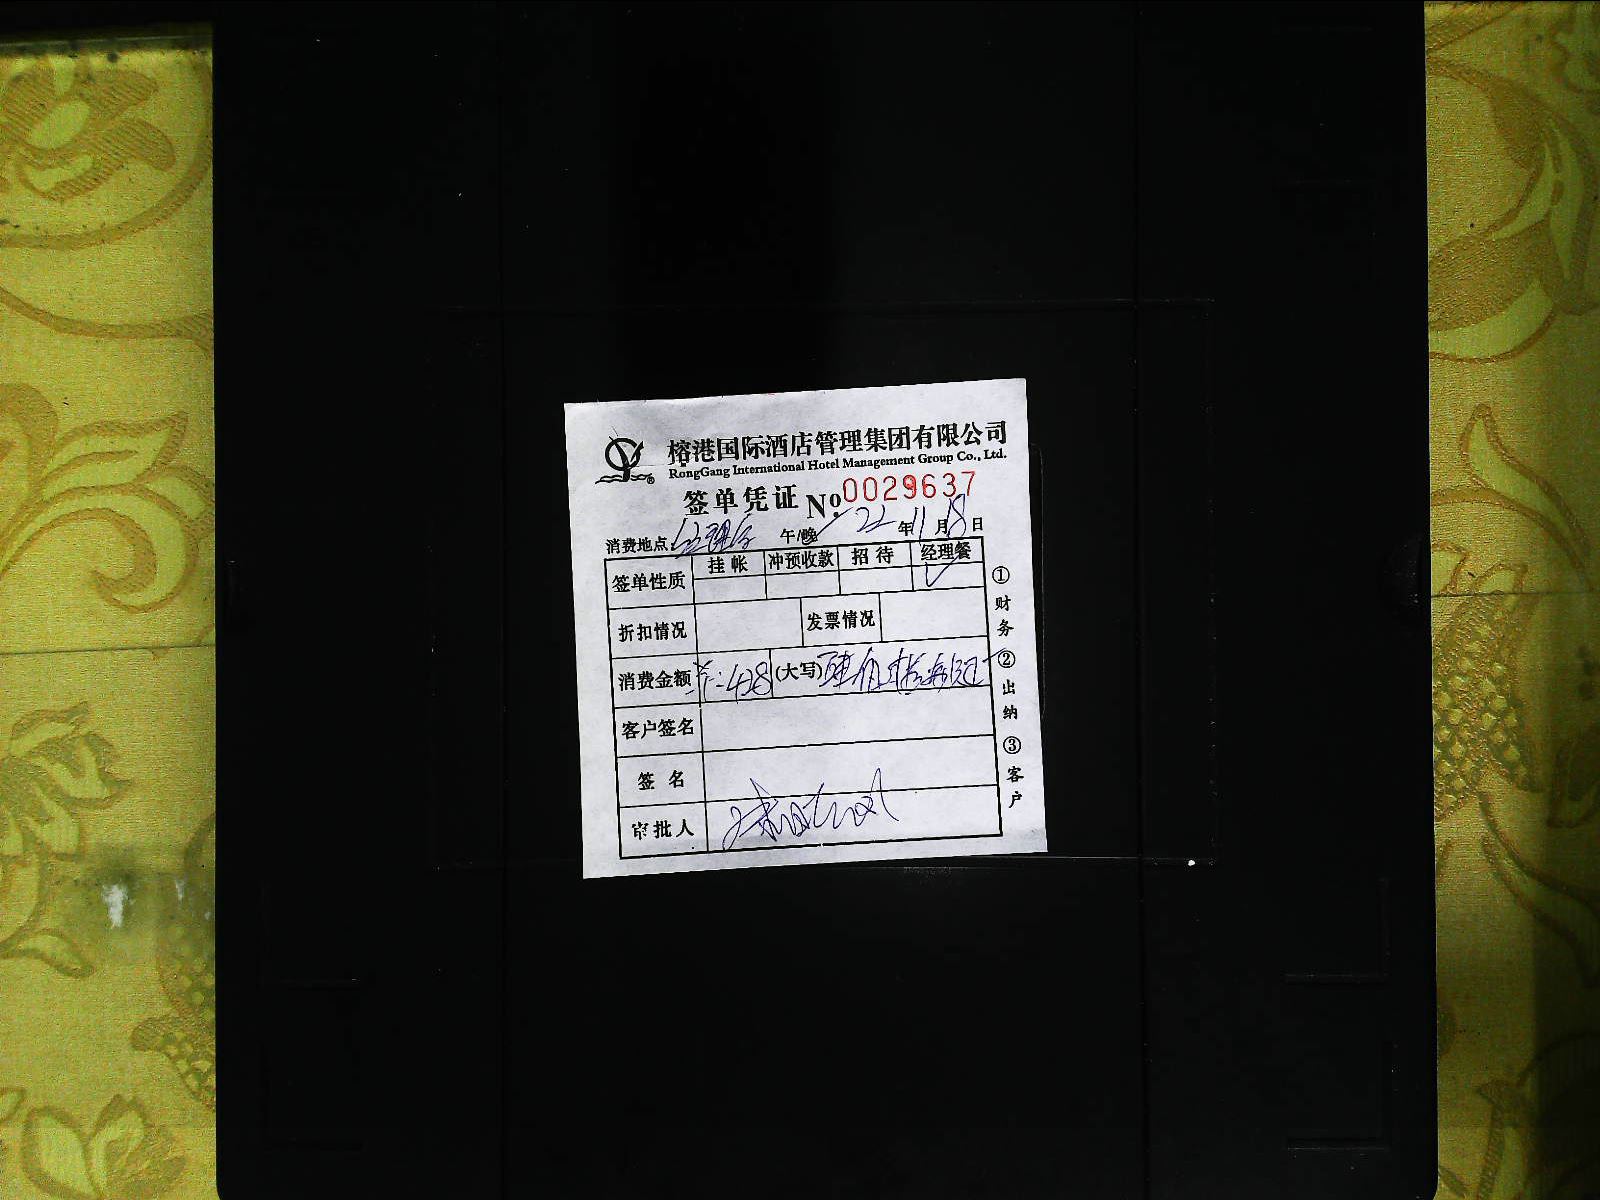 榕港国际酒店管理集团有限公司
RongGang International Hotel Management Group Co., Ltd.
签单凭证 No. 0029637
消费地点 午/晚 22 年 11 月 18 日
签单性质 挂帐 冲预收款 招待 经理餐 ✓
折扣情况 发票情况
消费金额 428 (大写)
客户签名
签名
审批人
①财务 ②出纳 ③客户